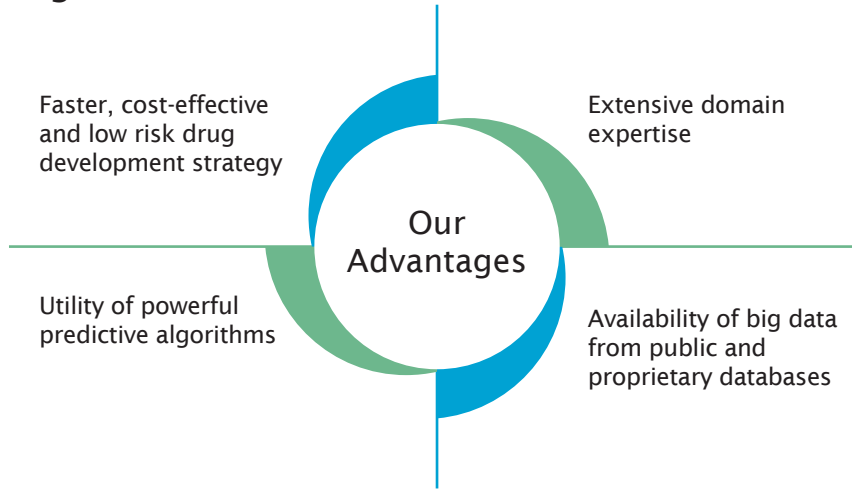 Faster, cost-effective
and low risk drug
development strategy
Extensive domain
expertise
Our
Advantages
Utility of powerful
predictive algorithms
Availability of big data
from public and
proprietary databases